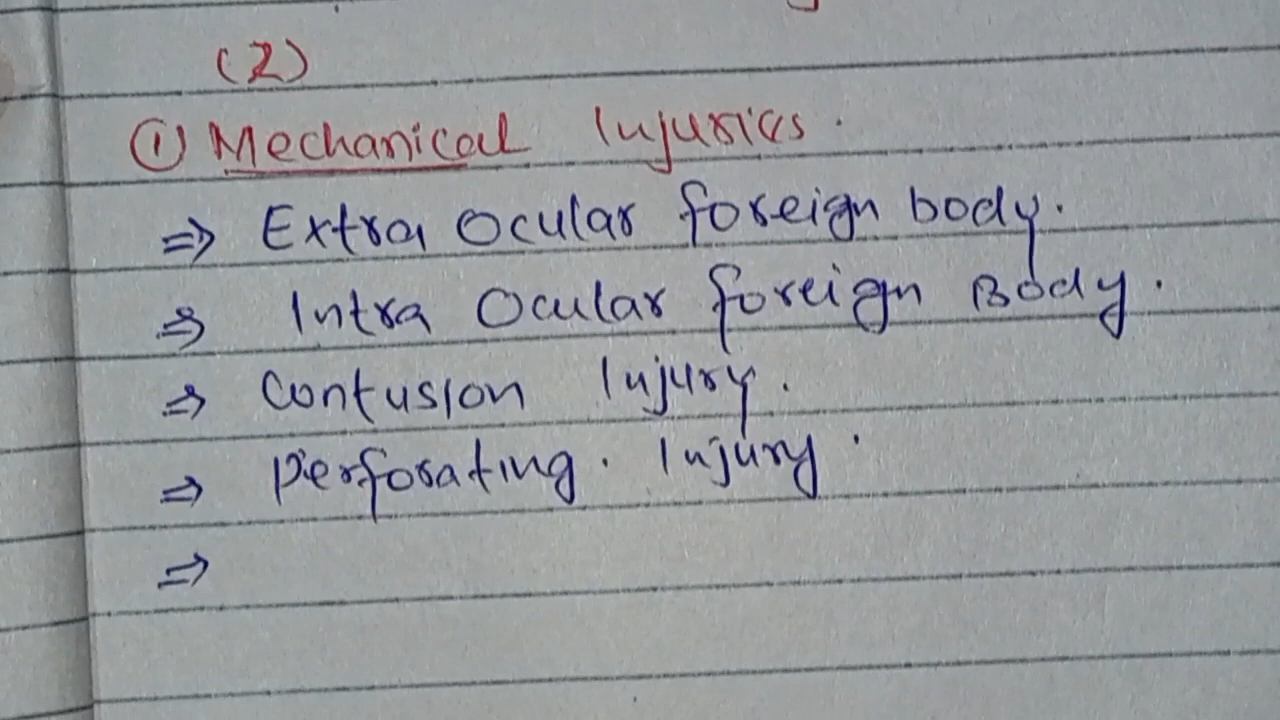 (2)
① Mechanical Injuries.
⇒ Extra Ocular foreign body.
⇒ Intra Ocular foreign Body.
⇒ Contusion Injury.
⇒ Perforating. Injury.
⇒